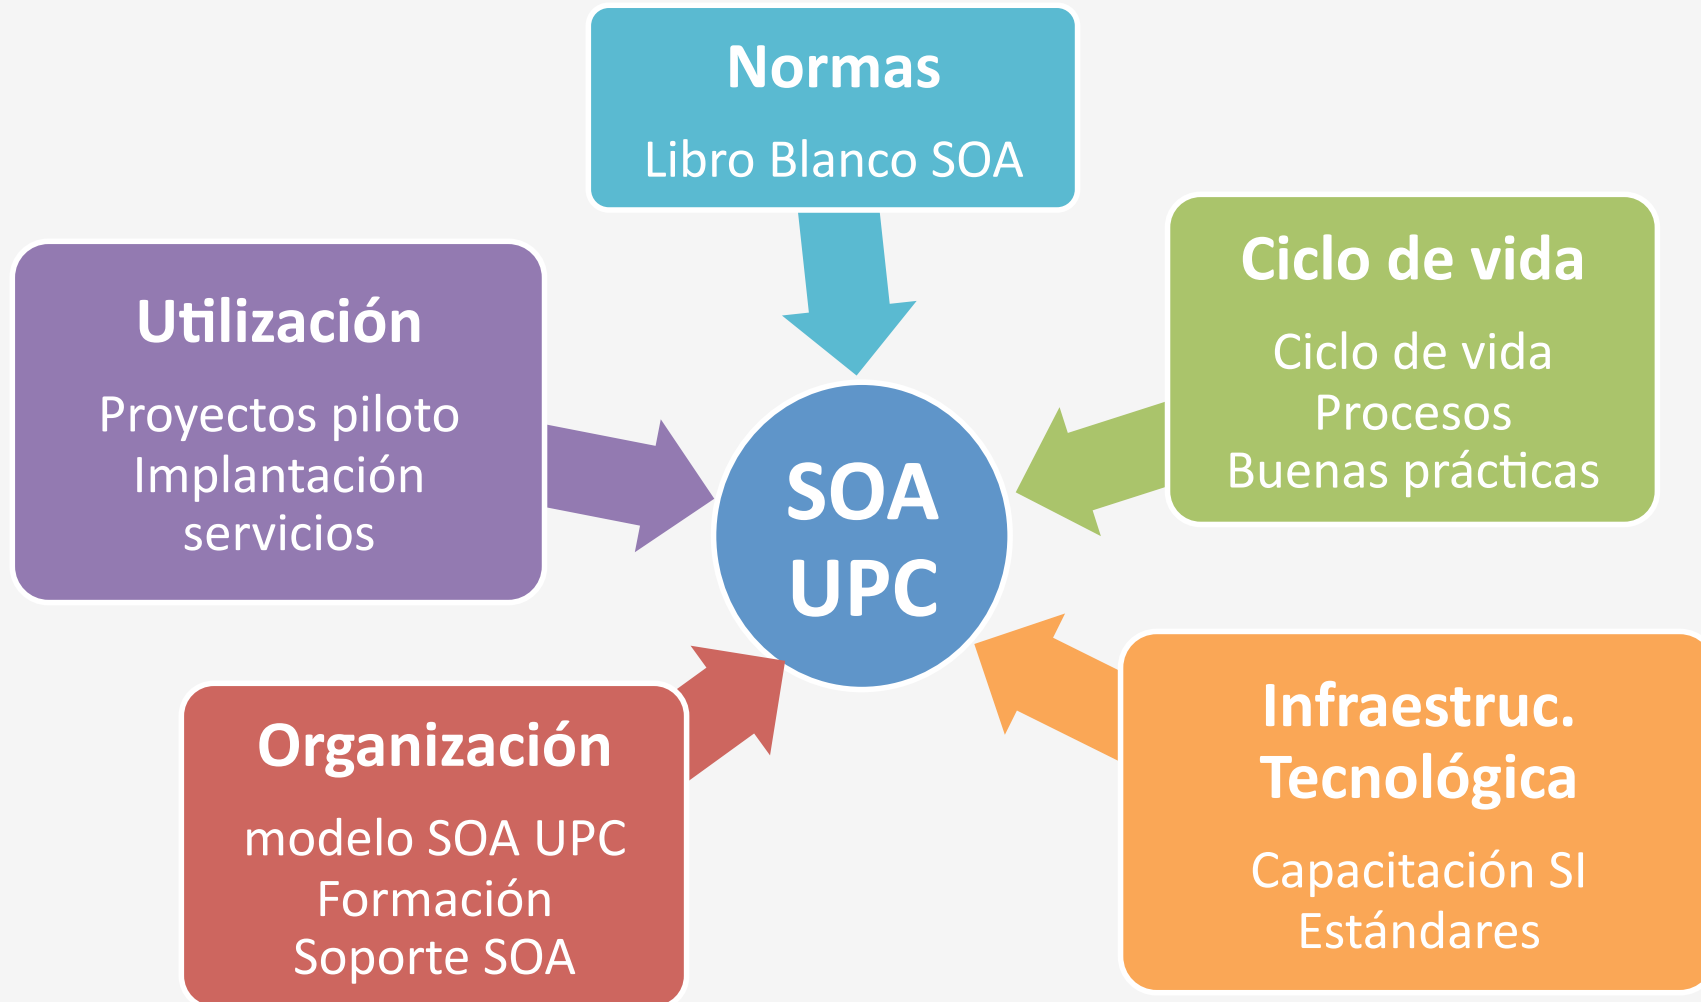 Normas
Libro Blanco SOA
Ciclo de vida
Ciclo de vida
Procesos
Buenas prácticas
Utilización
Proyectos piloto
Implantación
servicios
SOA
UPC
Organización
modelo SOA UPC
Formación
Soporte SOA
Infraestruc.
Tecnológica
Capacitación SI
Estándares